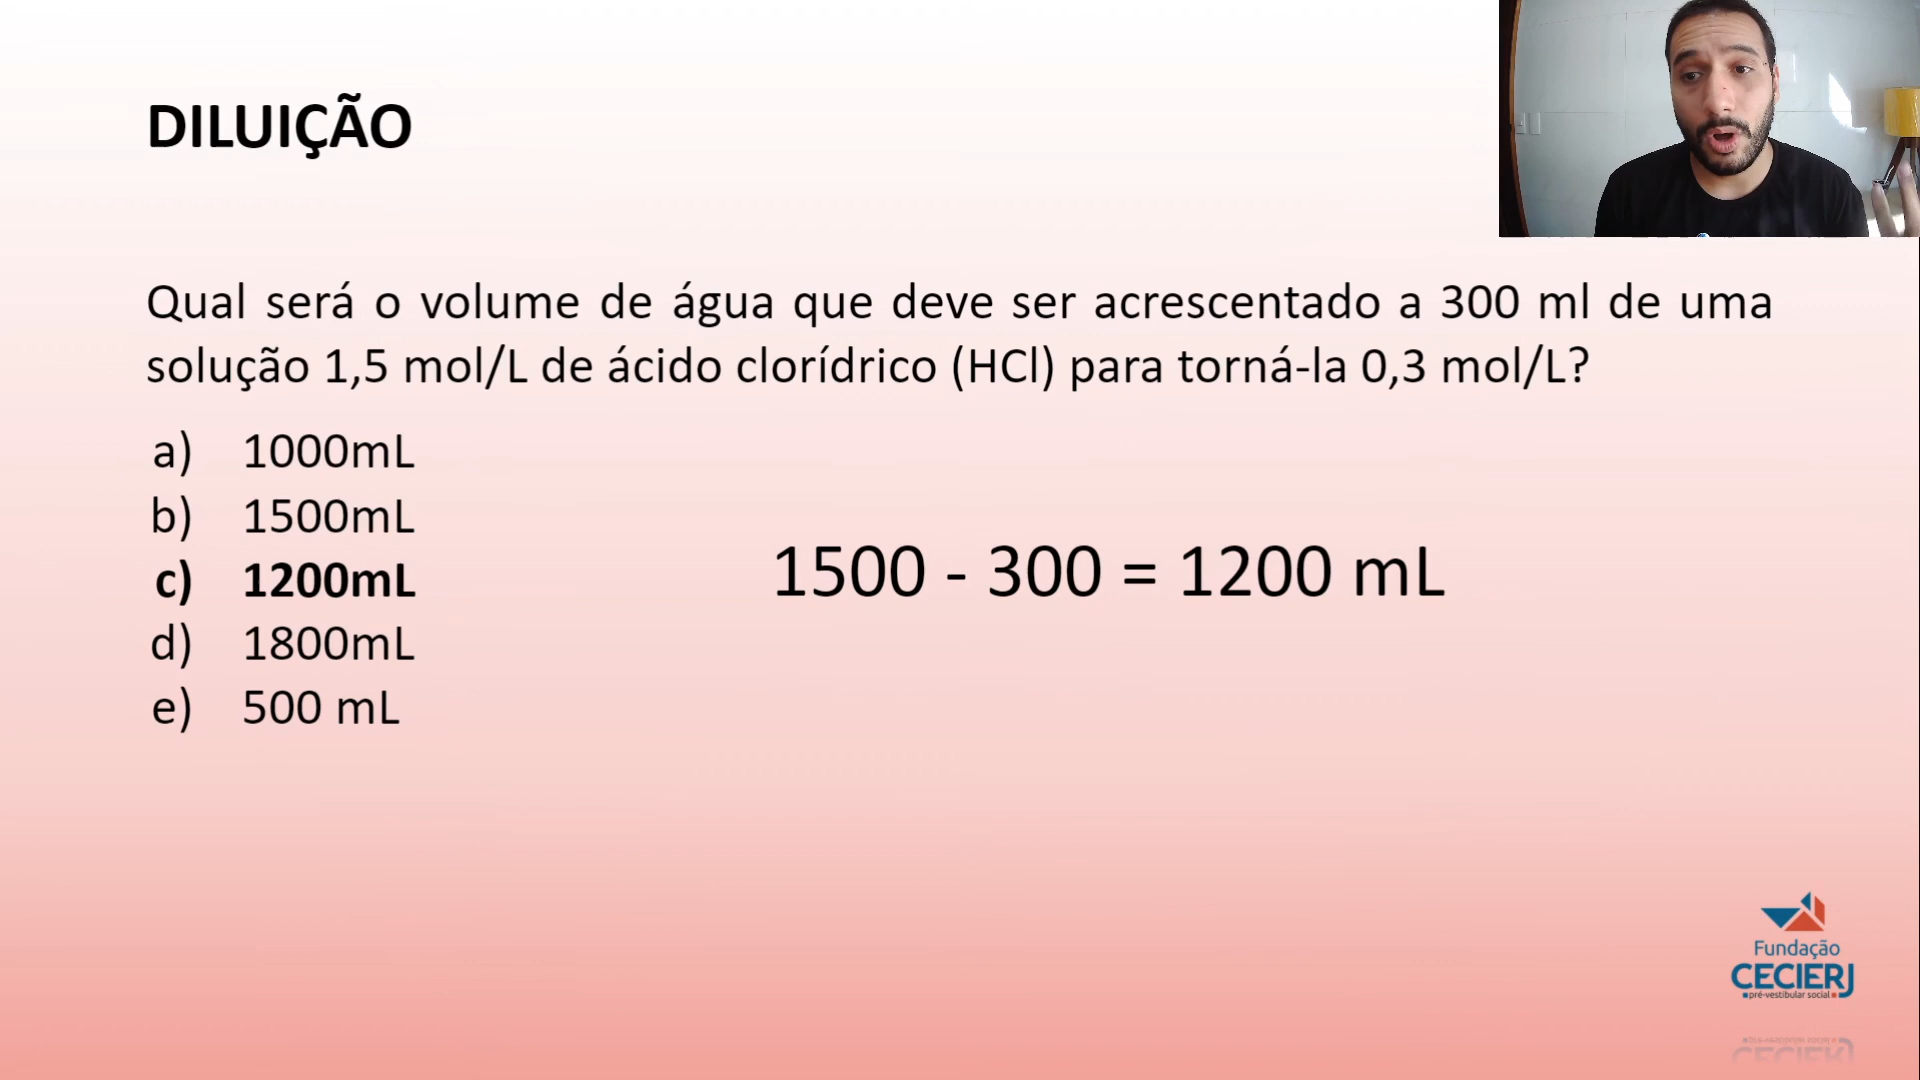 DILUIÇÃO
Qual será o volume de água que deve ser acrescentado a 300 ml de uma
solução 1,5 mol/L de ácido clorídrico (HCl) para torná-la 0,3 mol/L?
a) 1000mL
b) 1500mL
c) 1200mL
d) 1800mL
e) 500 mL
1500 - 300 = 1200 mL
Fundação
CECIERJ
pré-vestibular social